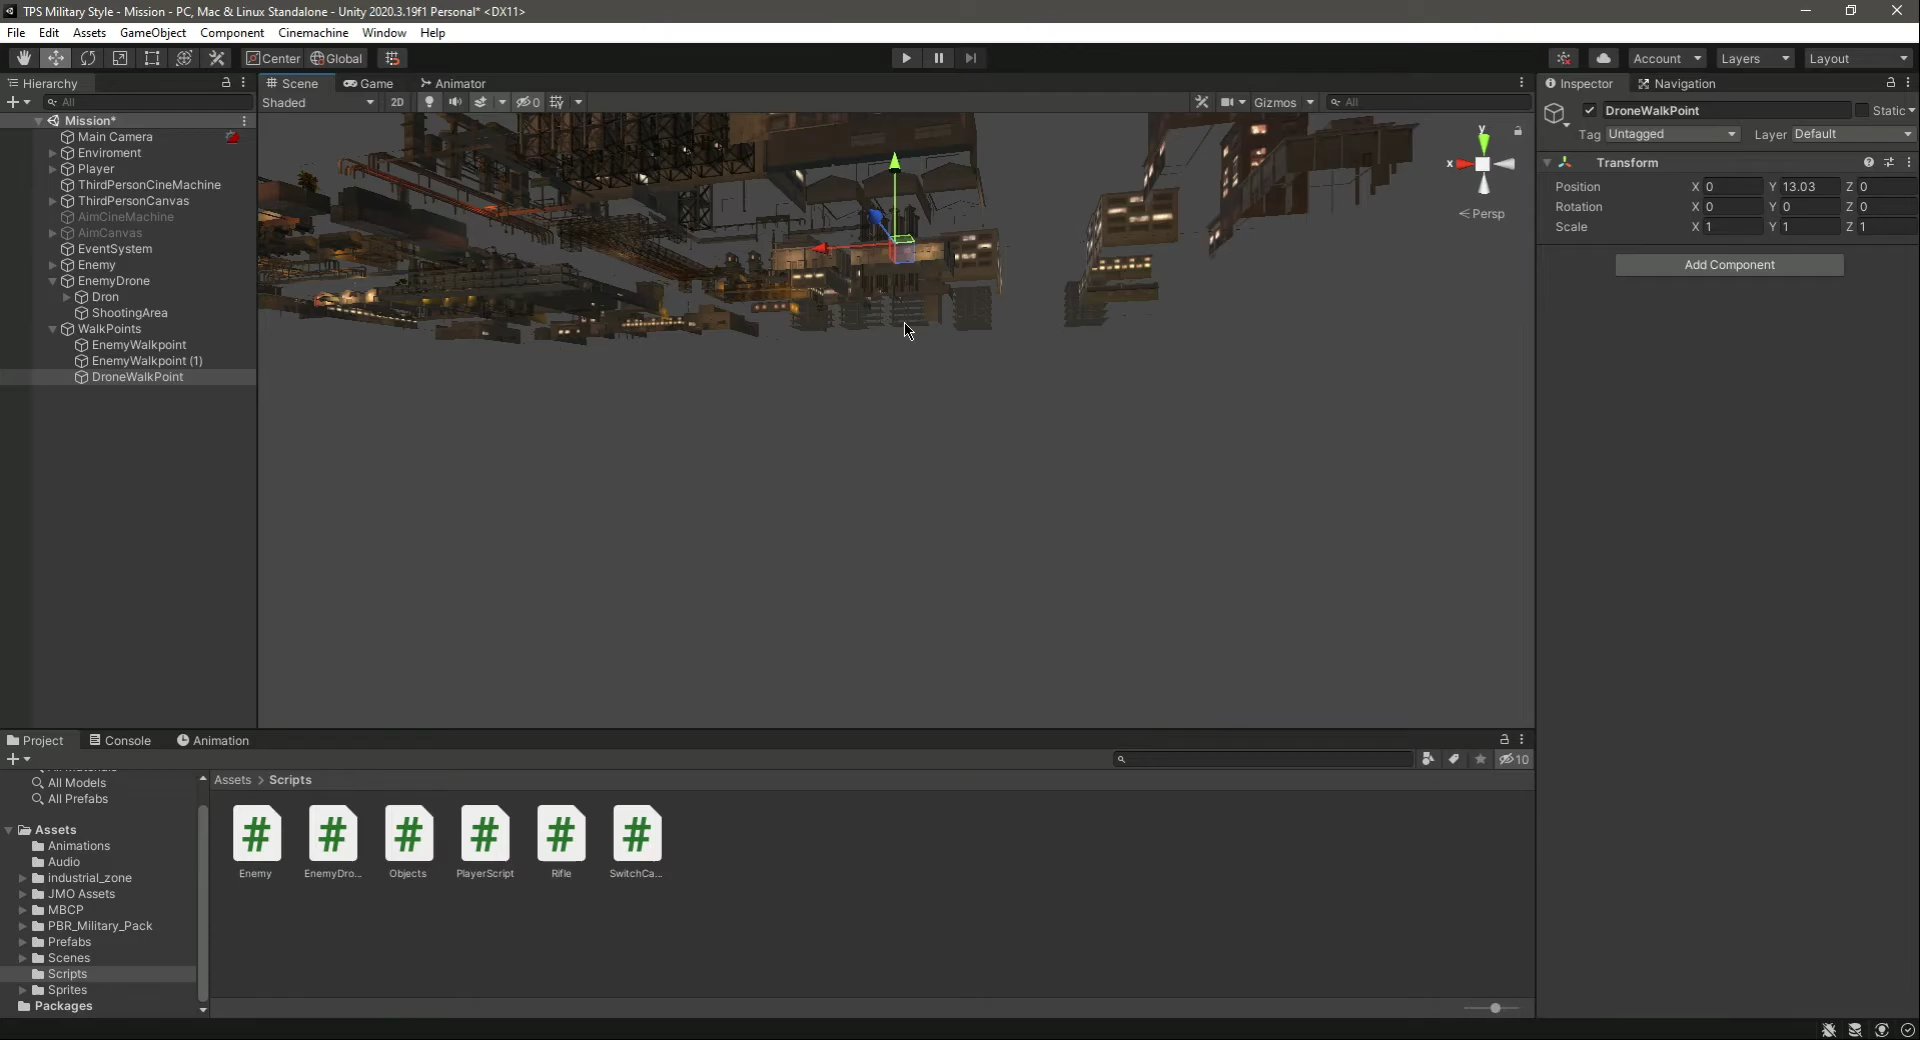 TPS Military Style - Mission - PC, Mac & Linux Standalone - Unity 2020.3.19f1 Personal* <DX11>
File Edit Assets GameObject Component Cinemachine Window Help
Center Global Account Layers Layout
Hierarchy Scene Game Animator Inspector Navigation
All Shaded 2D 0 Gizmos All
DroneWalkPoint Static
Tag Untagged Layer Default
Transform
Position X 0 Y 13.03 Z 0
Rotation X 0 Y 0 Z 0
Scale X 1 Y 1 Z 1
Add Component
y
x
Persp
Mission*
Main Camera
Enviroment
Player
ThirdPersonCineMachine
ThirdPersonCanvas
AimCineMachine
AimCanvas
EventSystem
Enemy
EnemyDrone
Dron
ShootingArea
WalkPoints
EnemyWalkpoint
EnemyWalkpoint (1)
DroneWalkPoint
Project Console Animation
10
All Models
All Prefabs
Assets
Animations
Audio
industrial_zone
JMO Assets
MBCP
PBR_Military_Pack
Prefabs
Scenes
Scripts
Sprites
Packages
Assets > Scripts
Enemy EnemyDro... Objects PlayerScript Rifle SwitchCa...